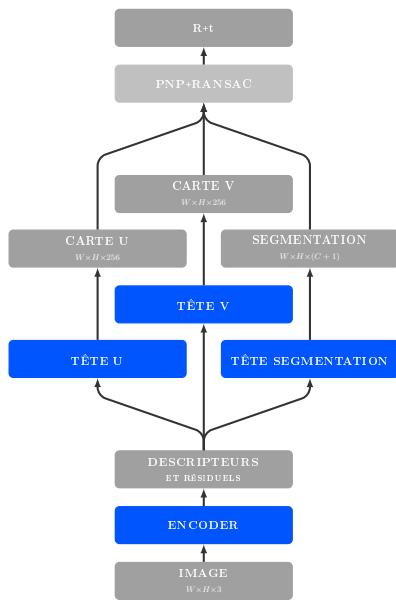 R+t
PNP+RANSAC
CARTE V
W×H×256
CARTE U
W×H×256
SEGMENTATION
W×H×(C + 1)
TÊTE V
TÊTE U
TÊTE SEGMENTATION
DESCRIPTEURS
ET RÉSIDUELS
ENCODER
IMAGE
W×H×3